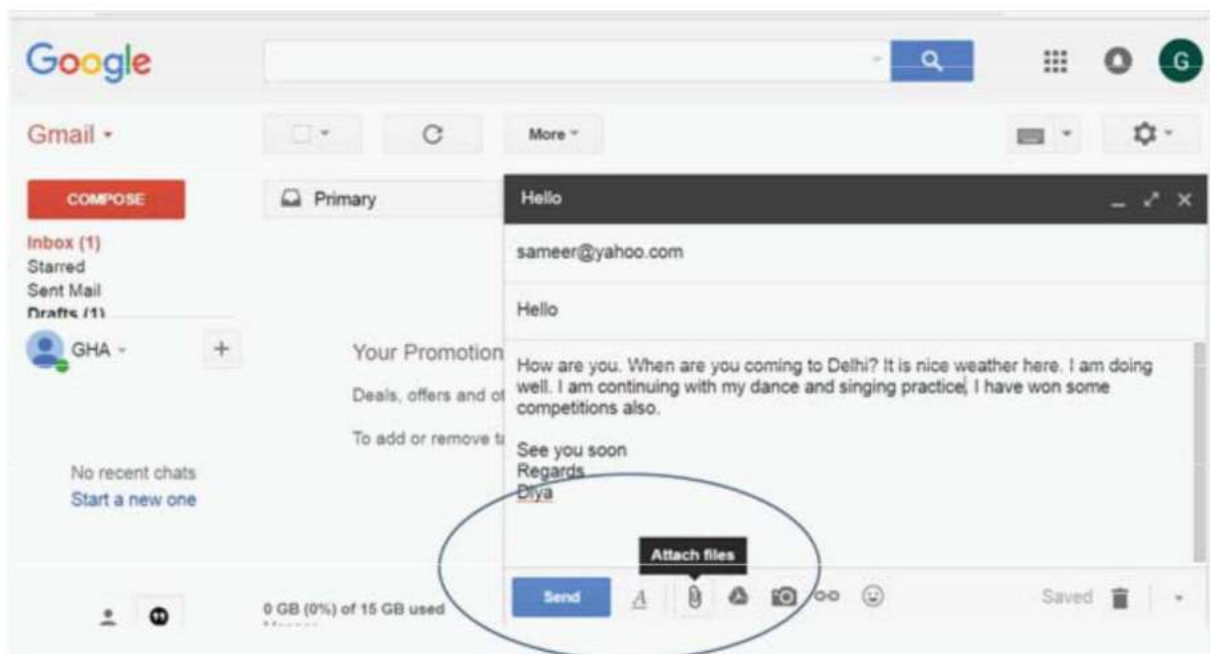 Google
G
Gmail
More
COMPOSE
Primary
Inbox (1)
Starred
Sent Mail
Drafts (1)
GHA
+
Your Promotion
Deals, offers and ot
To add or remove ta
No recent chats
Start a new one
0 GB (0%) of 15 GB used
Hello
sameer@yahoo.com
Hello
How are you. When are you coming to Delhi? It is nice weather here. I am doing
well. I am continuing with my dance and singing practice, I have won some
competitions also.
See you soon
Regards
Diya
Attach files
Send
A
Saved